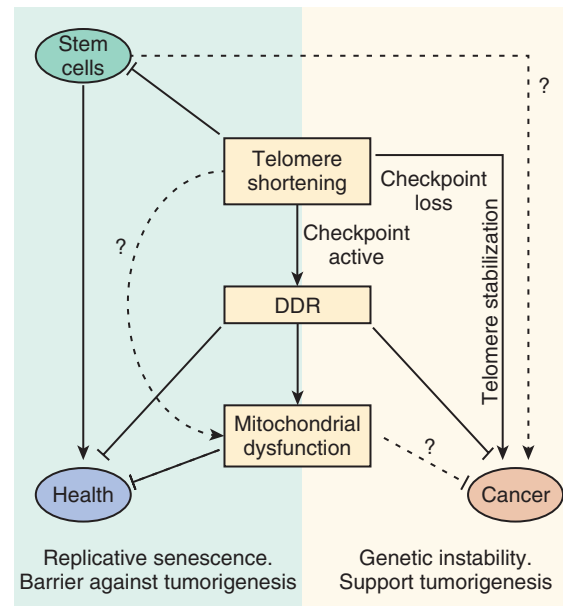 Stem
cells
?
Telomere
shortening
Checkpoint
loss
Telomere stabilization
?
Checkpoint
active
DDR
Mitochondrial
dysfunction
?
Health
Cancer
Replicative senescence.
Barrier against tumorigenesis
Genetic instability.
Support tumorigenesis